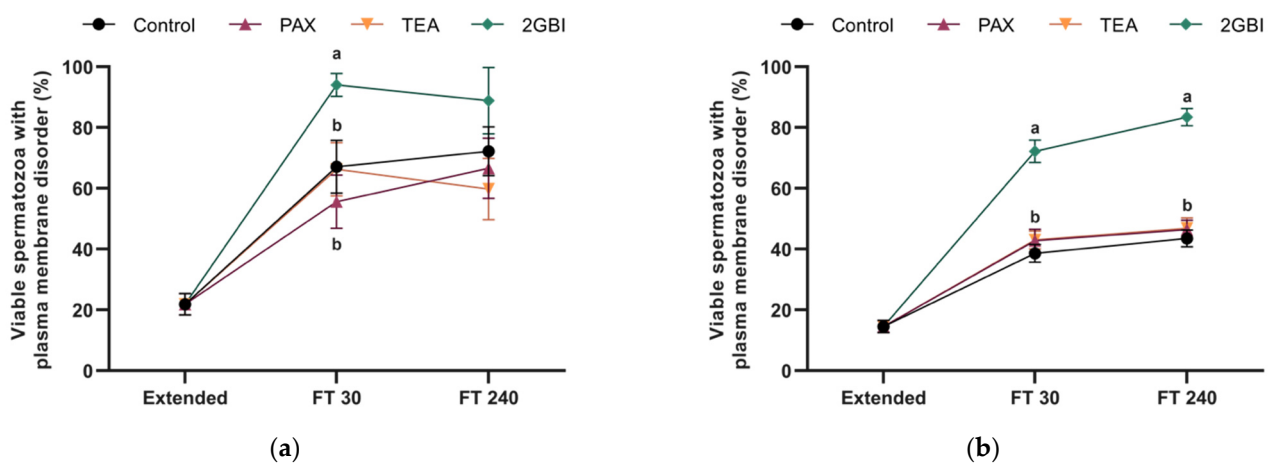 Control PAX TEA 2GBI
a
100
80
60
40
20
0
b
b
Viable spermatozoa with
plasma membrane disorder (%)
Extended FT 30 FT 240
(a)
Control PAX TEA 2GBI
100
80
60
40
20
0
a
a
b
b
Viable spermatozoa with
plasma membrane disorder (%)
Extended FT 30 FT 240
(b)